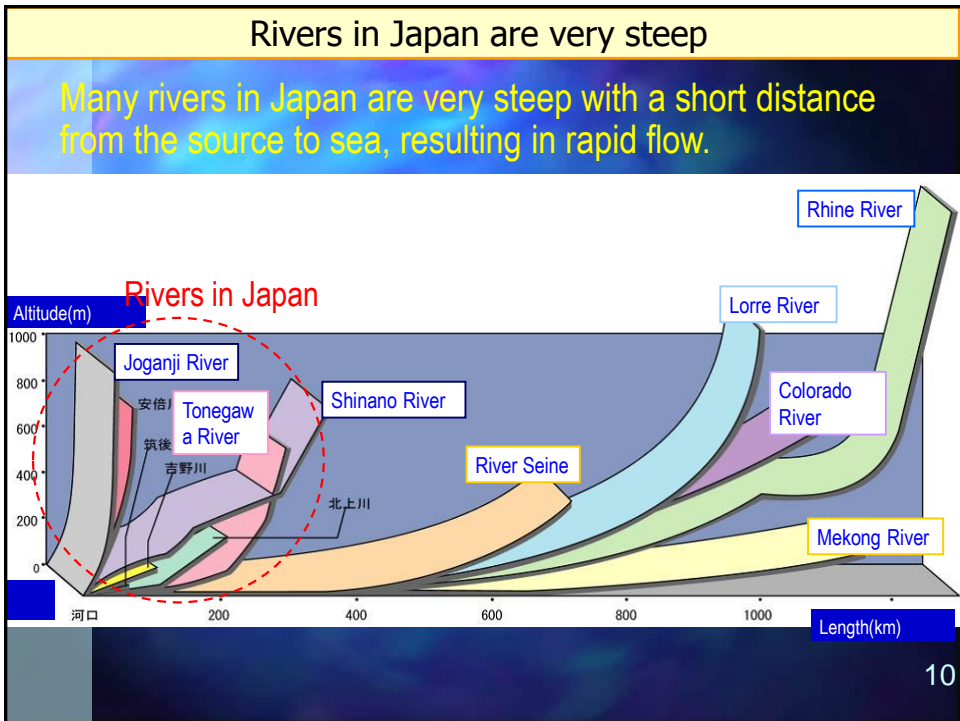 Rivers in Japan are very steep
Many rivers in Japan are very steep with a short distance
from the source to sea, resulting in rapid flow.
Rhine River
Rivers in Japan
Lorre River
Altitude(m)
1000
Joganji River
Colorado
River
800
安倍川
Tonegaw
a River
Shinano River
600
筑後
吉野川
River Seine
400
北上川
200
Mekong River
0
河口
200
400
600
800
1000
Length(km)
10